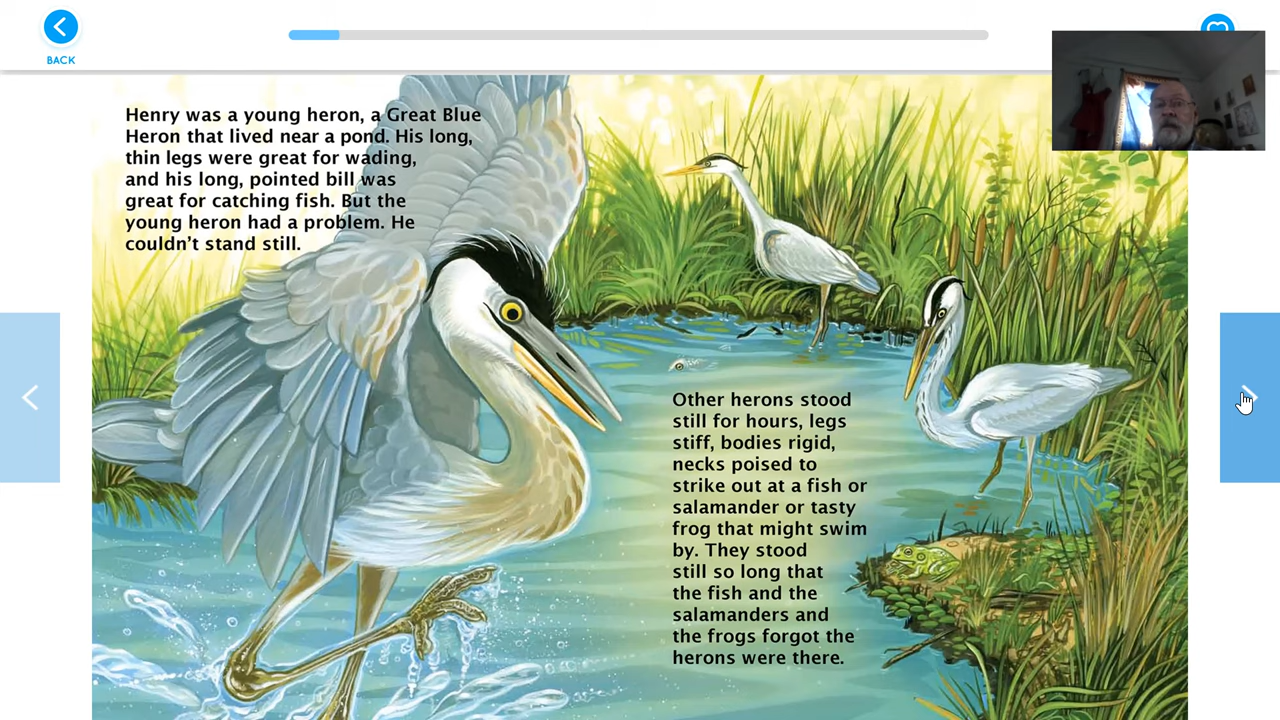 BACK
Henry was a young heron, a Great Blue
Heron that lived near a pond. His long,
thin legs were great for wading,
and his long, pointed bill was
great for catching fish. But the
young heron had a problem. He
couldn't stand still.
Other herons stood
still for hours, legs
stiff, bodies rigid,
necks poised to
strike out at a fish or
salamander or tasty
frog that might swim
by. They stood
still so long that
the fish and the
salamanders and
the frogs forgot the
herons were there.